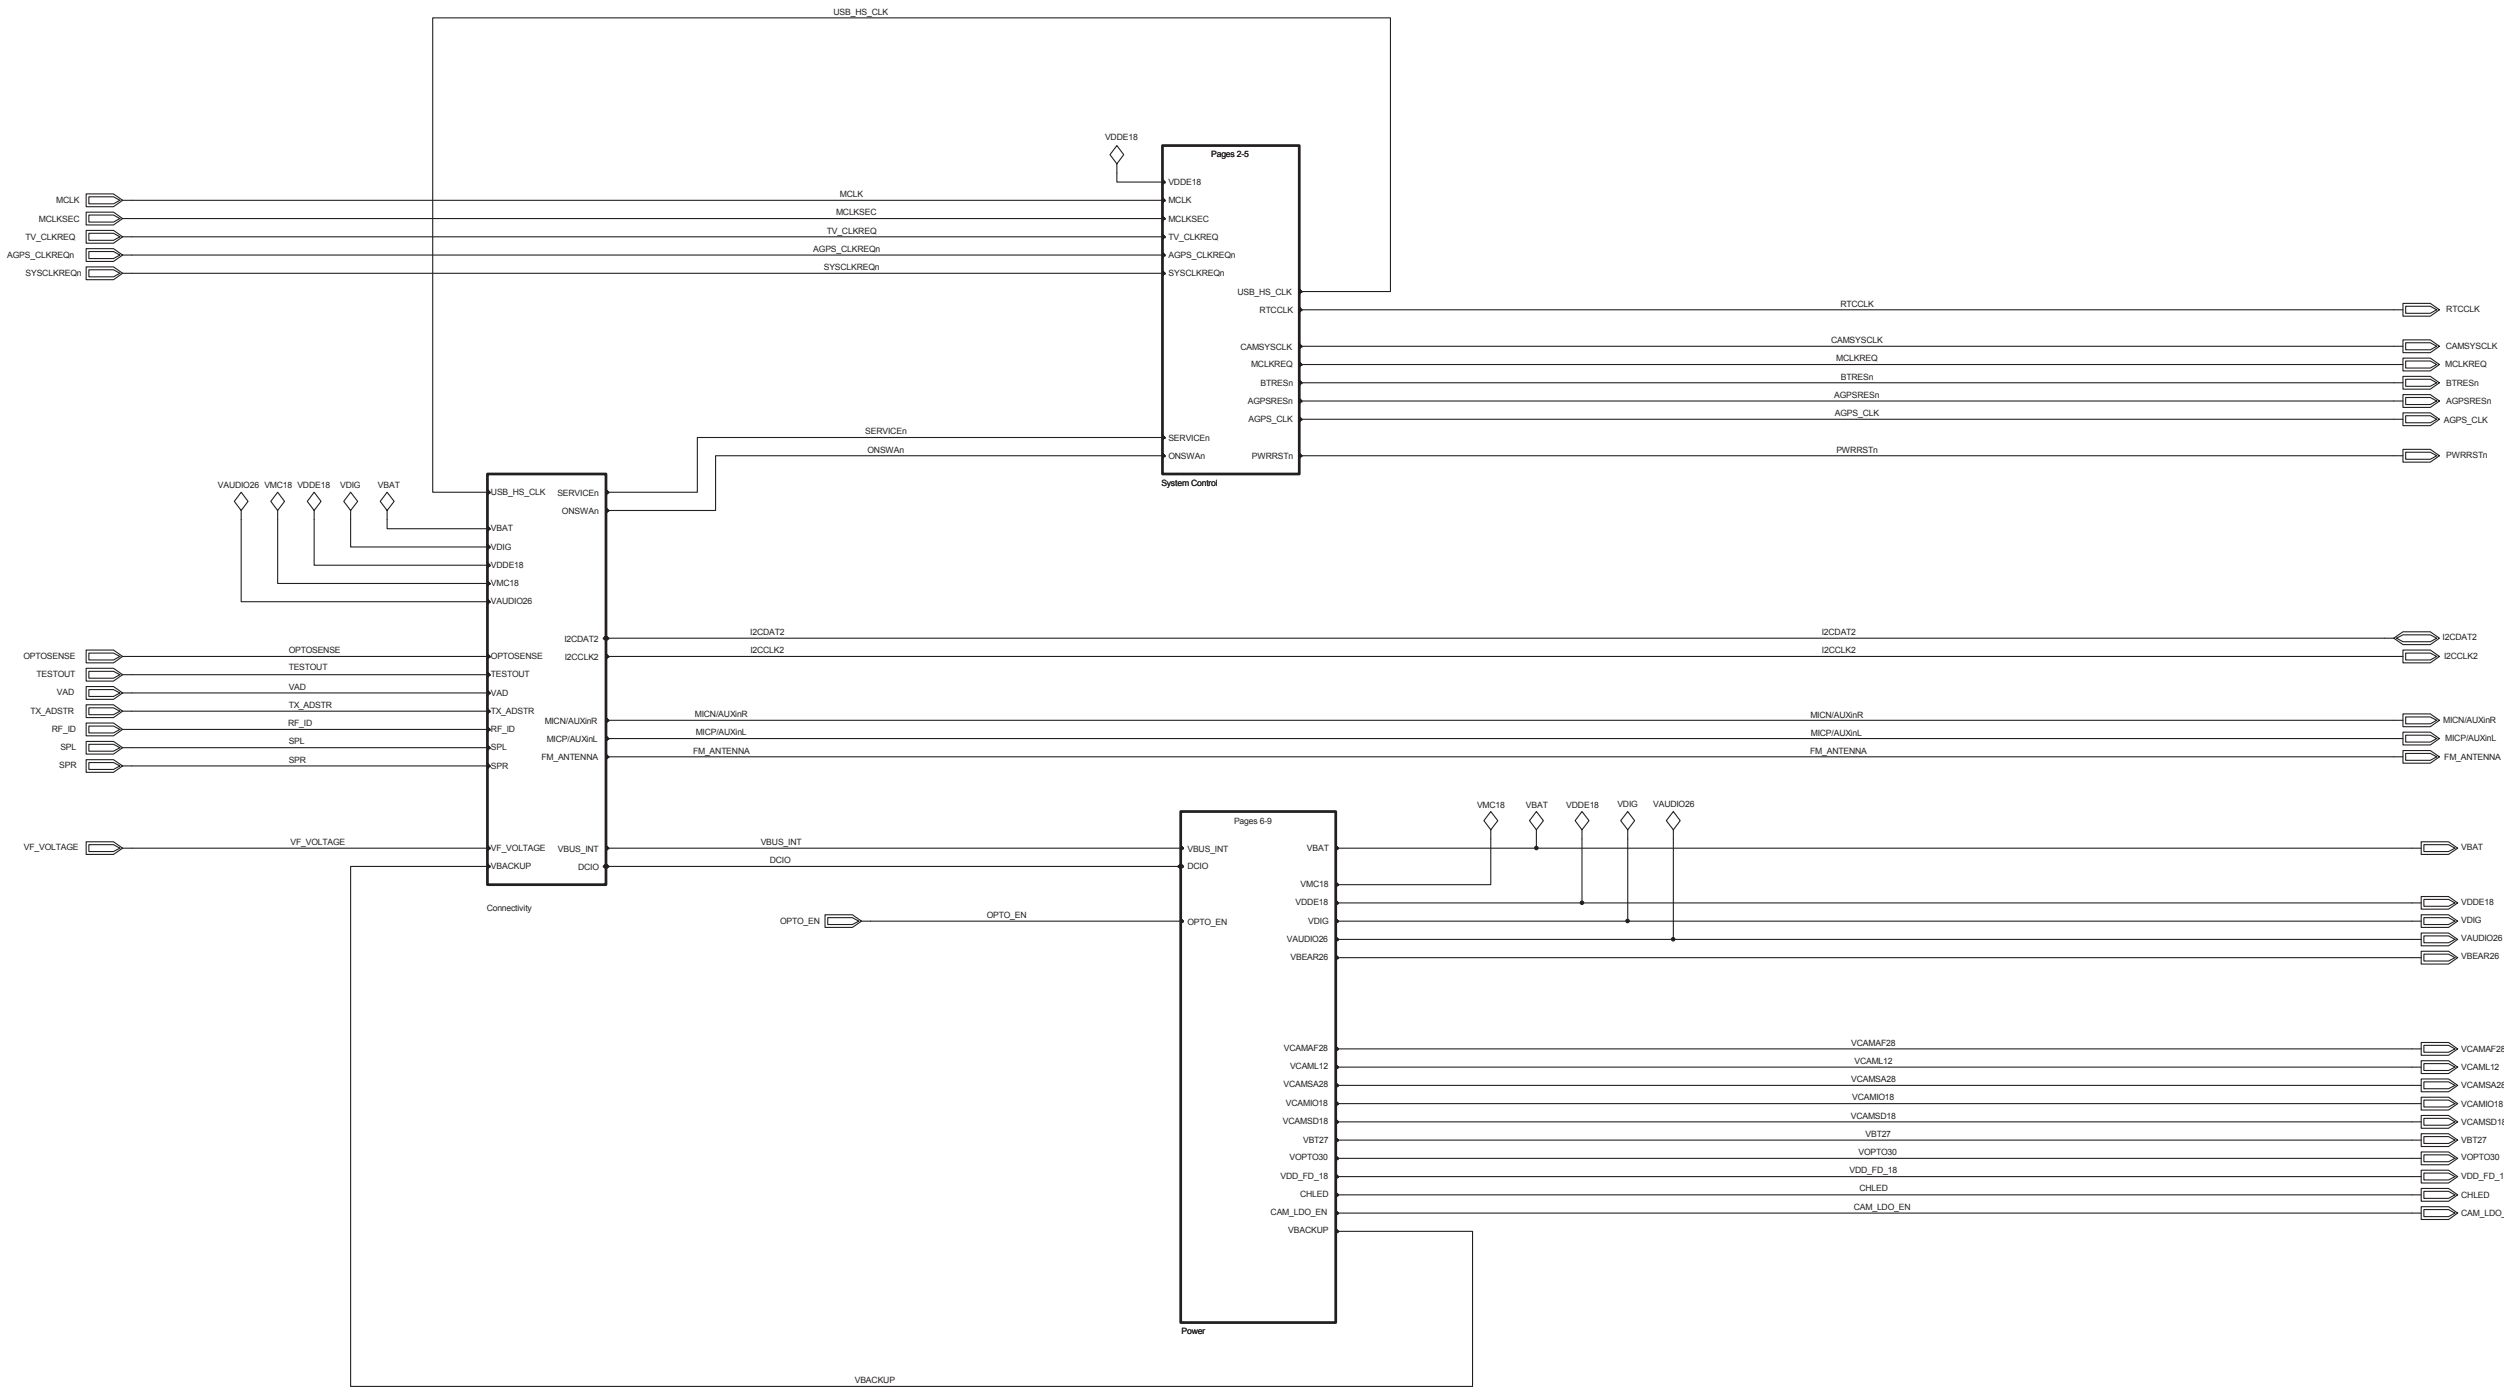 USB_HS_CLK
VDDE18
Pages 2-5
VDDE18
MCLK MCLK MCLK
MCLKSEC MCLKSEC MCLKSEC
TV_CLKREQ TV_CLKREQ TV_CLKREQ
AGPS_CLKREQn AGPS_CLKREQn AGPS_CLKREQn
SYSCLKREQn SYSCLKREQn SYSCLKREQn
USB_HS_CLK
RTCCLK RTCCLK RTCCLK
CAMSYSCLK CAMSYSCLK CAMSYSCLK
MCLKREQ MCLKREQ MCLKREQ
BTRESn BTRESn BTRESn
AGPSRESn AGPSRESn AGPSRESn
AGPS_CLK AGPS_CLK AGPS_CLK
SERVICEn SERVICEn
ONSWAn ONSWAn PWRRSTn PWRRSTn PWRRSTn
System Control
VAUDIO26 VMC18 VDDE18 VDIG VBAT
USB_HS_CLK SERVICEn
ONSWAn
VBAT
VDIG
VDDE18
VMC18
VAUDIO26
I2CDAT2 I2CDAT2 I2CDAT2 I2CDAT2
OPTOSENSE OPTOSENSE OPTOSENSE I2CCLK2 I2CCLK2 I2CCLK2 I2CCLK2
TESTOUT TESTOUT TESTOUT
VAD VAD VAD
TX_ADSTR TX_ADSTR TX_ADSTR
MICN/AUXinR MICN/AUXinR MICN/AUXinR MICN/AUXinR
RF_ID RF_ID RF_ID
MICP/AUXinL MICP/AUXinL MICP/AUXinL MICP/AUXinL
SPL SPL SPL
FM_ANTENNA FM_ANTENNA FM_ANTENNA FM_ANTENNA
SPR SPR SPR
VMC18 VBAT VDDE18 VDIG VAUDIO26
Pages 6-9
VF_VOLTAGE VF_VOLTAGE VF_VOLTAGE VBUS_INT VBUS_INT VBUS_INT VBAT VBAT
VBACKUP DCIO DCIO DCIO
VMC18
VDDE18 VDDE18
Connectivity
OPTO_EN OPTO_EN OPTO_EN VDIG VDIG
VAUDIO26 VAUDIO26
VBEAR26 VBEAR26
VCAMAF28 VCAMAF28 VCAMAF28
VCAML12 VCAML12 VCAML12
VCAMSA28 VCAMSA28 VCAMSA28
VCAMIO18 VCAMIO18 VCAMIO18
VCAMSD18 VCAMSD18 VCAMSD18
VBT27 VBT27 VBT27
VOPTO30 VOPTO30 VOPTO30
VDD_FD_18 VDD_FD_18 VDD_FD_1
CHLED CHLED CHLED
CAM_LDO_EN CAM_LDO_EN CAM_LDO_
VBACKUP
Power
VBACKUP